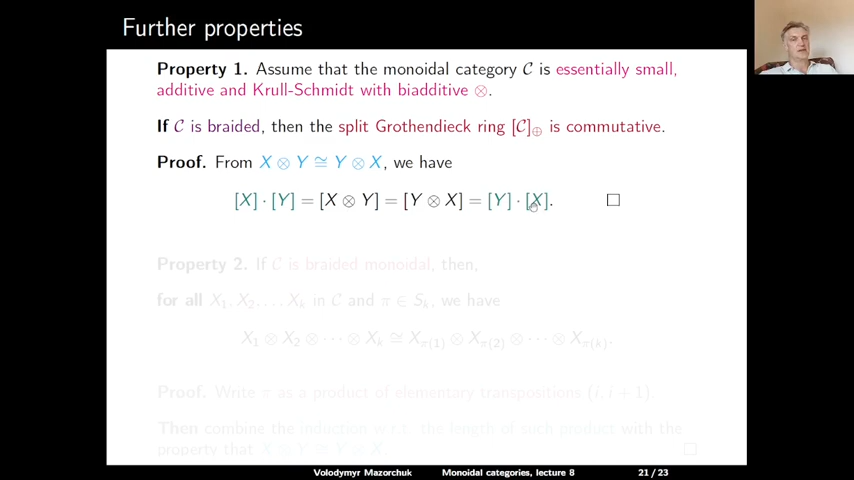 Further properties
Property 1. Assume that the monoidal category C is essentially small,
additive and Krull-Schmidt with biadditive ⊗.
If C is braided, then the split Grothendieck ring [C]⊕ is commutative.
Proof. From X ⊗ Y ≅ Y ⊗ X, we have
[X] · [Y] = [X ⊗ Y] = [Y ⊗ X] = [Y] · [X]. □
Property 2. If C is braided monoidal, then,
for all X₁, X₂, . . . , Xₖ in C and π ∈ Sₖ, we have
X₁ ⊗ X₂ ⊗ · · · ⊗ Xₖ ≅ X_π(1) ⊗ X_π(2) ⊗ · · · ⊗ X_π(k).
Proof. Write π as a product of elementary transpositions (i, i + 1).
Then combine the induction w.r.t. the length of such product with the
property that X ⊗ Y ≅ Y ⊗ X. □
Volodymyr Mazorchuk Monoidal categories, lecture 8 21 / 23